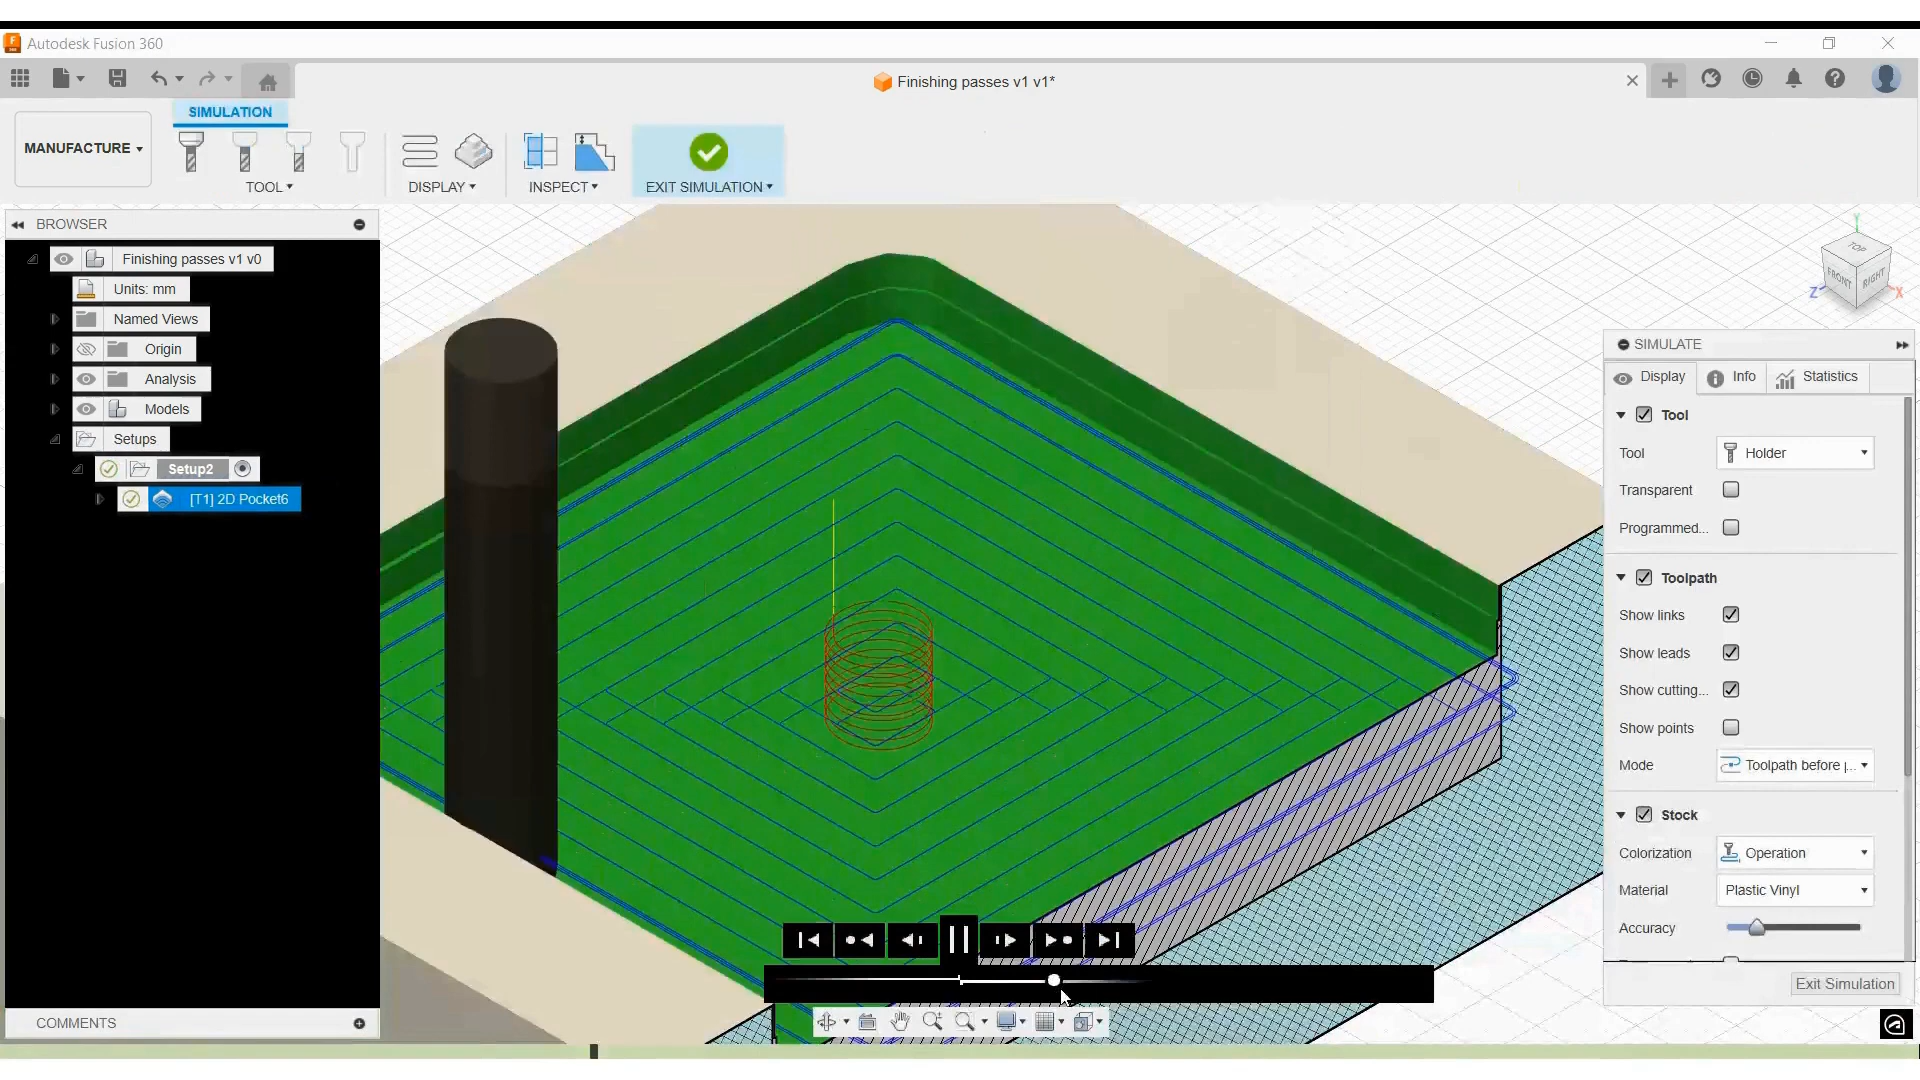 Autodesk Fusion 360
Finishing passes v1 v1*
SIMULATION
MANUFACTURE
TOOL
DISPLAY
INSPECT
EXIT SIMULATION
BROWSER
Finishing passes v1 v0
Units: mm
Named Views
Origin
Analysis
Models
Setups
Setup2
[T1] 2D Pocket6
COMMENTS
TOP
FRONT
RIGHT
Y
Z
X
SIMULATE
Display
Info
Statistics
Tool
Tool
Holder
Transparent
Programmed...
Toolpath
Show links
Show leads
Show cutting...
Show points
Mode
Toolpath before p...
Stock
Colorization
Operation
Material
Plastic Vinyl
Accuracy
Exit Simulation